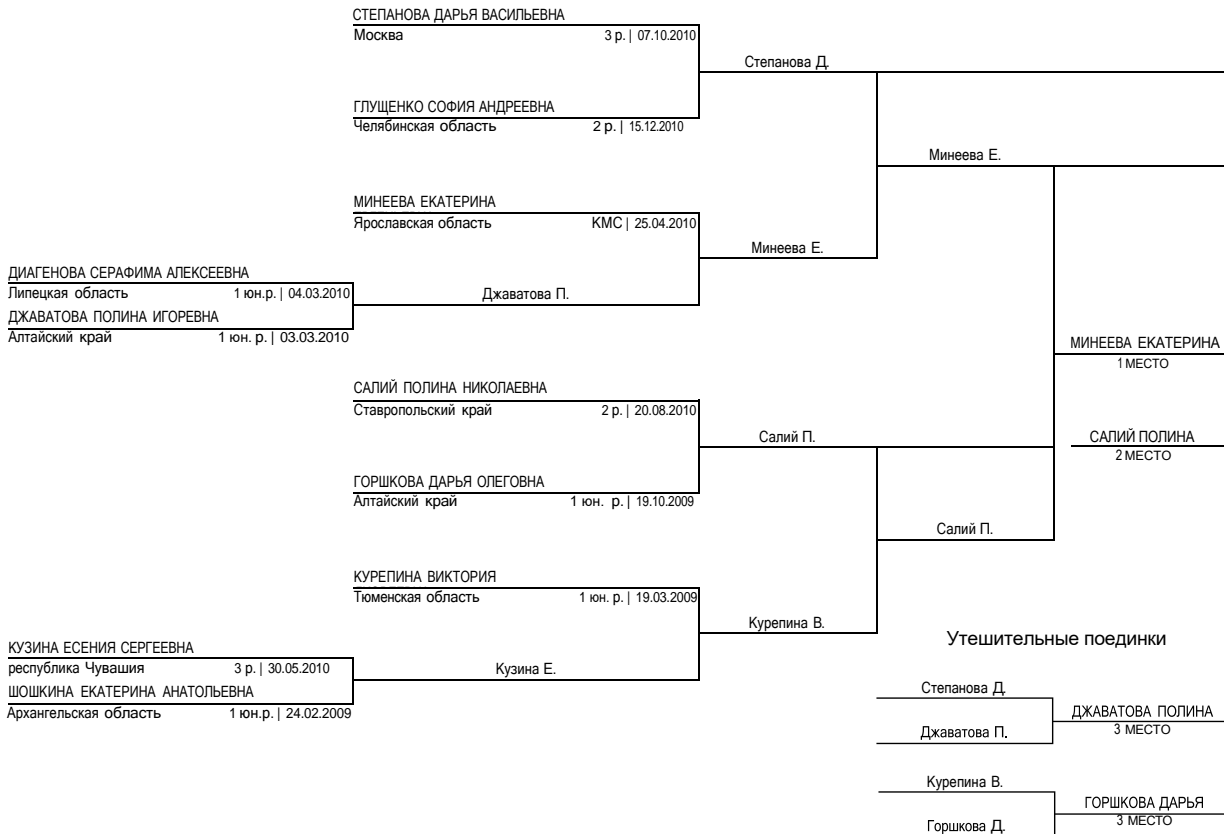 СТЕПАНОВА ДАРЬЯ ВАСИЛЬЕВНА
Москва 3 р. | 07.10.2010
Степанова Д.
ГЛУЩЕНКО СОФИЯ АНДРЕЕВНА
Челябинская область 2 р. | 15.12.2010
Минеева Е.
МИНЕЕВА ЕКАТЕРИНА
Ярославская область КМС | 25.04.2010
Минеева Е.
ДИАГЕНОВА СЕРАФИМА АЛЕКСЕЕВНА
Липецкая область 1 юн.р. | 04.03.2010
Джаватова П.
ДЖАВАТОВА ПОЛИНА ИГОРЕВНА
Алтайский край 1 юн. р. | 03.03.2010
МИНЕЕВА ЕКАТЕРИНА
1 МЕСТО
САЛИЙ ПОЛИНА НИКОЛАЕВНА
Ставропольский край 2 р. | 20.08.2010
Салий П.
САЛИЙ ПОЛИНА
2 МЕСТО
ГОРШКОВА ДАРЬЯ ОЛЕГОВНА
Алтайский край 1 юн. р. | 19.10.2009
Салий П.
КУРЕПИНА ВИКТОРИЯ
Тюменская область 1 юн. р. | 19.03.2009
Курепина В.
Утешительные поединки
КУЗИНА ЕСЕНИЯ СЕРГЕЕВНА
республика Чувашия 3 р. | 30.05.2010
Кузина Е.
ШОШКИНА ЕКАТЕРИНА АНАТОЛЬЕВНА
Архангельская область 1 юн.р. | 24.02.2009
Степанова Д.
ДЖАВАТОВА ПОЛИНА
3 МЕСТО
Джаватова П.
Курепина В.
ГОРШКОВА ДАРЬЯ
3 МЕСТО
Горшкова Д.